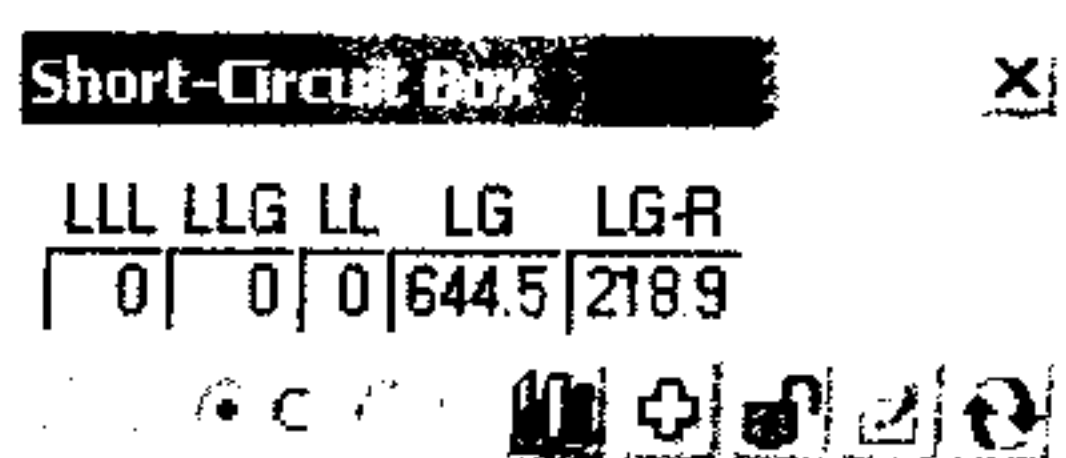 Short-Circuit Box
LLL LLG LL LG LG-R
0 0 0 644.5 218.9
C